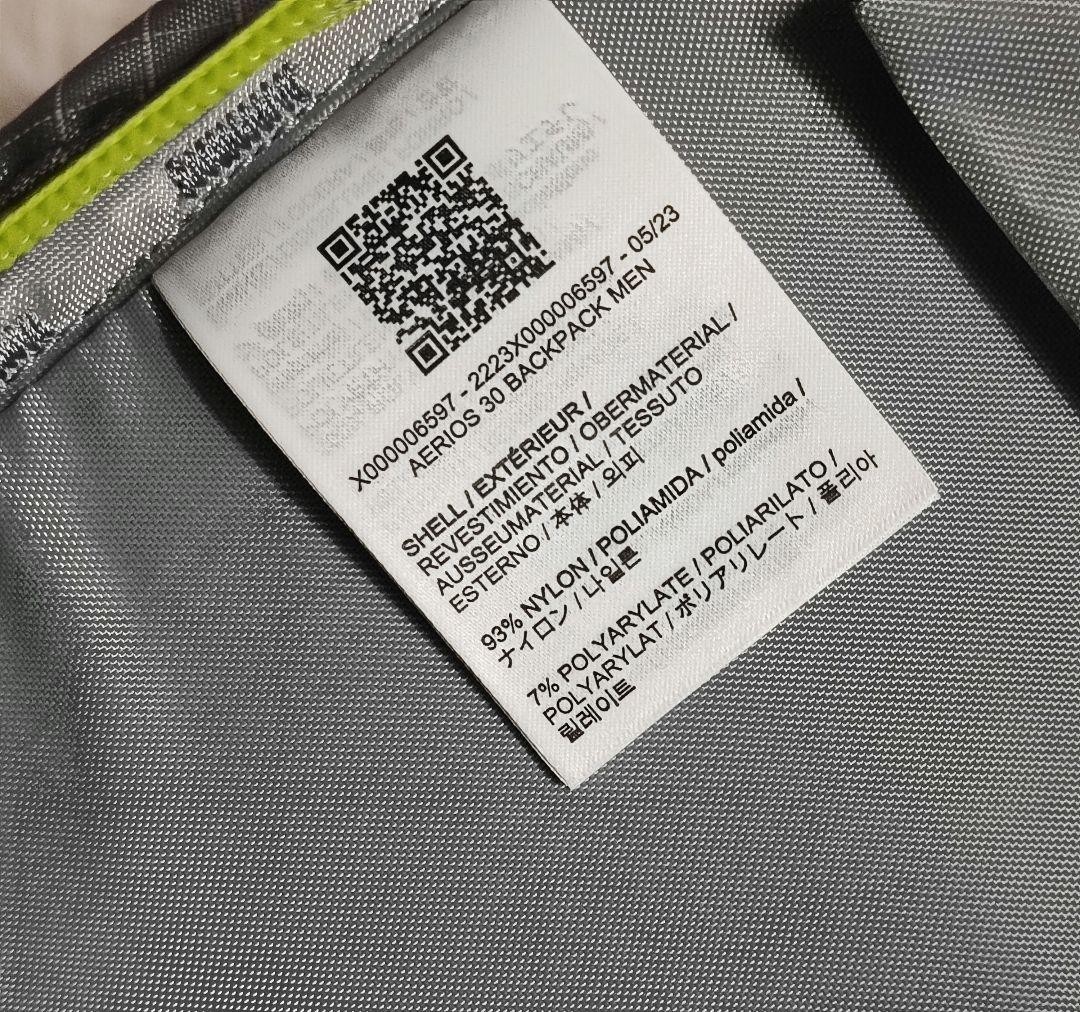 X000006597 - 2223X000006597 - 05/23
AERIOS 30 BACKPACK MEN
SHELL / EXTÉRIEUR /
REVESTIMIENTO / OBERMATERIAL /
AUSSEUMATERIAL / TESSUTO
ESTERNO / 本体 / 외피
93% NYLON / POLIAMIDA / poliamida /
ナイロン / 나일론
7% POLYARYLATE / POLIARILATO /
POLYARYLAT / ポリアリレート / 폴리아
릴레이트